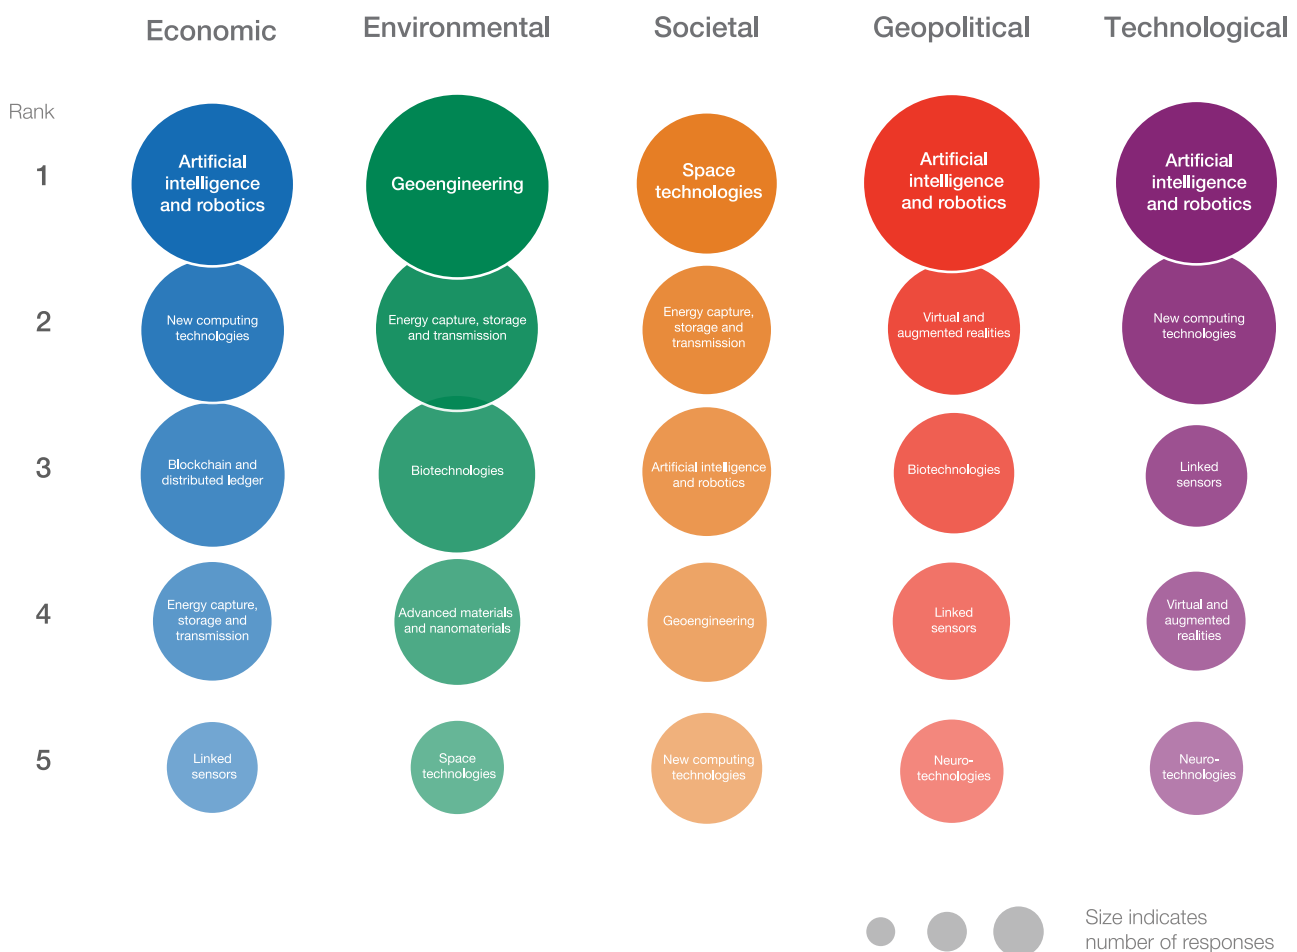 Economic
Environmental
Societal
Geopolitical
Technological
Rank
1
Artificial
intelligence
and robotics
Geoengineering
Space
technologies
Artificial
intelligence
and robotics
Artificial
intelligence
and robotics
2
New computing
technologies
Energy capture, storage
and transmission
Energy capture,
storage and
transmission
Virtual and
augmented realities
New computing
technologies
3
Blockchain and
distributed ledger
Biotechnologies
Artificial intelligence
and robotics
Biotechnologies
Linked
sensors
4
Energy capture,
storage and
transmission
Advanced materials
and nanomaterials
Geoengineering
Linked
sensors
Virtual and
augmented
realities
5
Linked
sensors
Space
technologies
New computing
technologies
Neuro-
technologies
Neuro-
technologies
Size indicates
number of responses